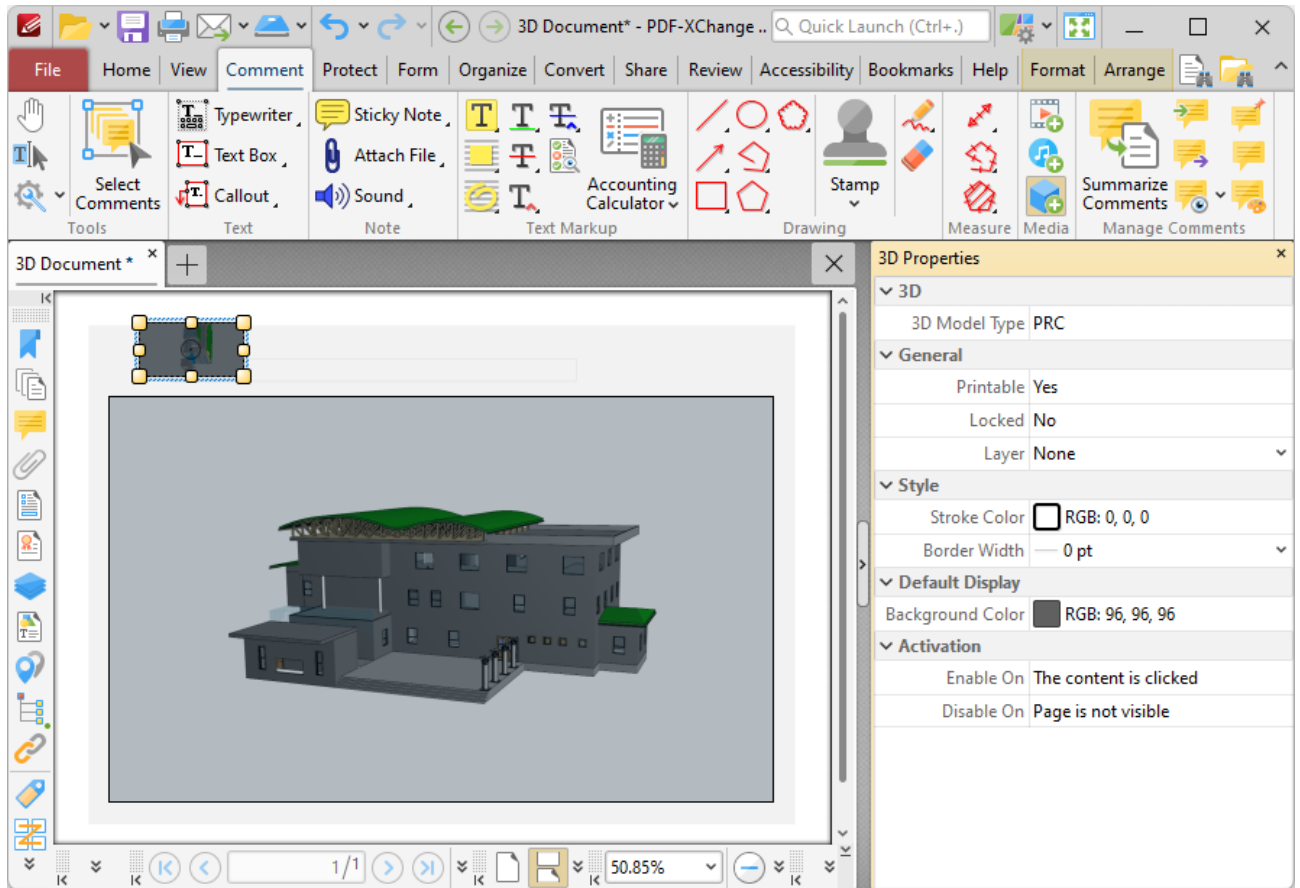 3D Document* - PDF-XChange .. Quick Launch (Ctrl+.)
File Home View Comment Protect Form Organize Convert Share Review Accessibility Bookmarks Help Format Arrange
Select Comments
Typewriter
Text Box
Callout
Sticky Note
Attach File
Sound
Accounting Calculator
Stamp
Summarize Comments
Tools Text Note Text Markup Drawing Measure Media Manage Comments
3D Document *
3D Properties
3D
3D Model Type PRC
General
Printable Yes
Locked No
Layer None
Style
Stroke Color RGB: 0, 0, 0
Border Width 0 pt
Default Display
Background Color RGB: 96, 96, 96
Activation
Enable On The content is clicked
Disable On Page is not visible
1/1 50.85%